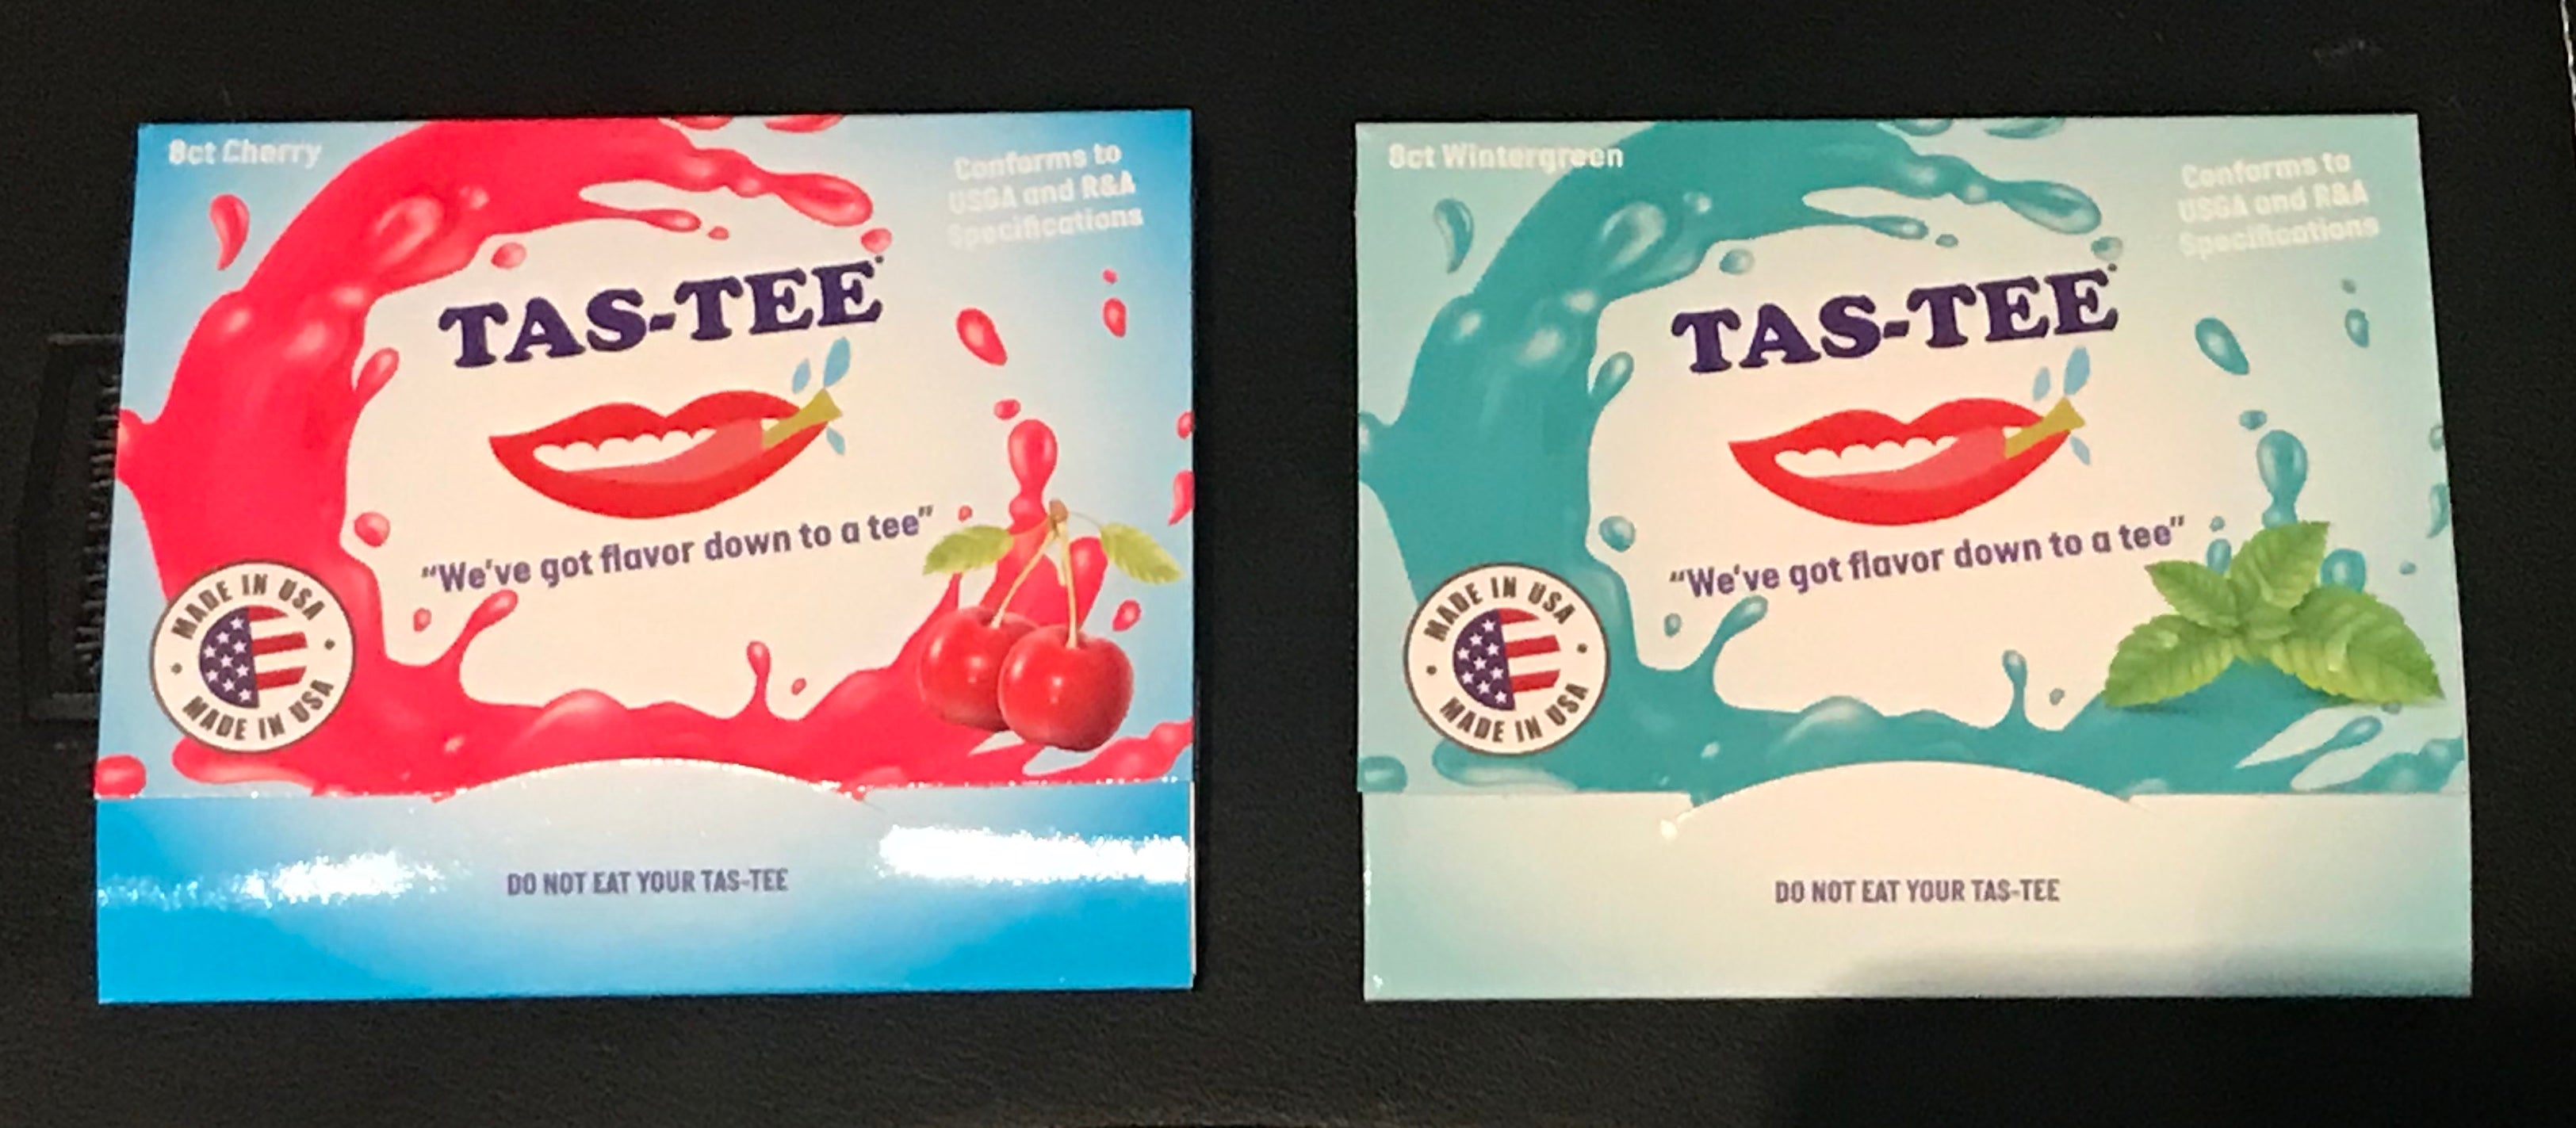 8ct Cherry
Conforms to
USGA and R&A
Specifications
TAS-TEE
"We've got flavor down to a tee"
MADE IN USA
MADE IN USA
DO NOT EAT YOUR TAS-TEE
8ct Wintergreen
Conforms to
USGA and R&A
Specifications
TAS-TEE
"We've got flavor down to a tee"
MADE IN USA
MADE IN USA
DO NOT EAT YOUR TAS-TEE